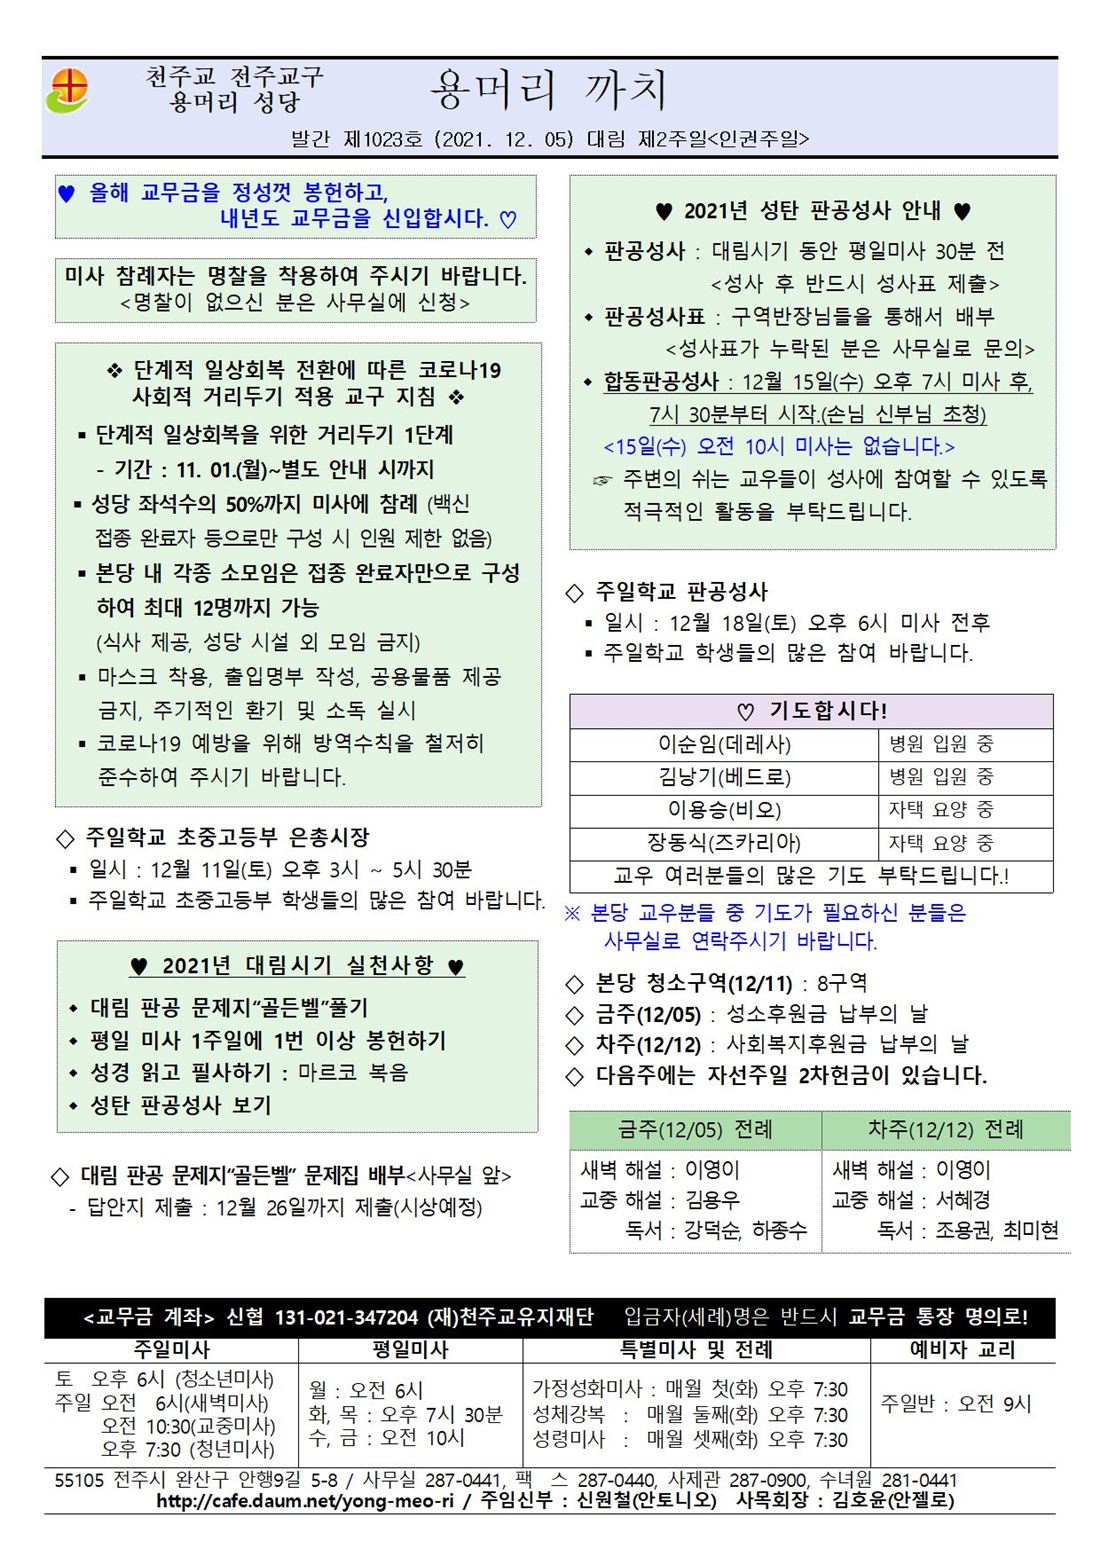 천주교 전주교구
용머리 성당
용머리 까치
발간 제1023호 (2021. 12. 05) 대림 제2주일<인권주일>
♥ 올해 교무금을 정성껏 봉헌하고,
내년도 교무금을 신입합시다. ♡
미사 참례자는 명찰을 착용하여 주시기 바랍니다.
<명찰이 없으신 분은 사무실에 신청>
❖ 단계적 일상회복 전환에 따른 코로나19
사회적 거리두기 적용 교구 지침 ❖
▪ 단계적 일상회복을 위한 거리두기 1단계
- 기간 : 11. 01.(월)~별도 안내 시까지
▪ 성당 좌석수의 50%까지 미사에 참례 (백신
접종 완료자 등으로만 구성 시 인원 제한 없음)
▪ 본당 내 각종 소모임은 접종 완료자만으로 구성
하여 최대 12명까지 가능
(식사 제공, 성당 시설 외 모임 금지)
▪ 마스크 착용, 출입명부 작성, 공용물품 제공
금지, 주기적인 환기 및 소독 실시
▪ 코로나19 예방을 위해 방역수칙을 철저히
준수하여 주시기 바랍니다.
◇ 주일학교 초중고등부 은총시장
▪ 일시 : 12월 11일(토) 오후 3시 ~ 5시 30분
▪ 주일학교 초중고등부 학생들의 많은 참여 바랍니다.
♥ 2021년 대림시기 실천사항 ♥
◆ 대림 판공 문제지“골든벨”풀기
◆ 평일 미사 1주일에 1번 이상 봉헌하기
◆ 성경 읽고 필사하기 : 마르코 복음
◆ 성탄 판공성사 보기
◇ 대림 판공 문제지“골든벨” 문제집 배부<사무실 앞>
- 답안지 제출 : 12월 26일까지 제출(시상예정)
♥ 2021년 성탄 판공성사 안내 ♥
◆ 판공성사 : 대림시기 동안 평일미사 30분 전
<성사 후 반드시 성사표 제출>
◆ 판공성사표 : 구역반장님들을 통해서 배부
<성사표가 누락된 분은 사무실로 문의>
◆ 합동판공성사 : 12월 15일(수) 오후 7시 미사 후,
7시 30분부터 시작.(손님 신부님 초청)
<15일(수) 오전 10시 미사는 없습니다.>
☞ 주변의 쉬는 교우들이 성사에 참여할 수 있도록
적극적인 활동을 부탁드립니다.
◇ 주일학교 판공성사
▪ 일시 : 12월 18일(토) 오후 6시 미사 전후
▪ 주일학교 학생들의 많은 참여 바랍니다.
♡ 기도합시다!
이순임(데레사) 병원 입원 중
김낭기(베드로) 병원 입원 중
이용승(비오) 자택 요양 중
장동식(즈카리아) 자택 요양 중
교우 여러분들의 많은 기도 부탁드립니다.!
※ 본당 교우분들 중 기도가 필요하신 분들은
사무실로 연락주시기 바랍니다.
◇ 본당 청소구역(12/11) : 8구역
◇ 금주(12/05) : 성소후원금 납부의 날
◇ 차주(12/12) : 사회복지후원금 납부의 날
◇ 다음주에는 자선주일 2차헌금이 있습니다.
금주(12/05) 전례 차주(12/12) 전례
새벽 해설 : 이영이 새벽 해설 : 이영이
교중 해설 : 김용우 교중 해설 : 서혜경
독서 : 강덕순, 하종수 독서 : 조용권, 최미현
<교무금 계좌> 신협 131-021-347204 (재)천주교유지재단 입금자(세례)명은 반드시 교무금 통장 명의로!
주일미사 평일미사 특별미사 및 전례 예비자 교리
토 오후 6시 (청소년미사)
주일 오전 6시(새벽미사)
오전 10:30(교중미사)
오후 7:30 (청년미사)
월 : 오전 6시
화, 목 : 오후 7시 30분
수, 금 : 오전 10시
가정성화미사 : 매월 첫(화) 오후 7:30
성체강복 : 매월 둘째(화) 오후 7:30
성령미사 : 매월 셋째(화) 오후 7:30
주일반 : 오전 9시
55105 전주시 완산구 안행9길 5-8 / 사무실 287-0441, 팩 스 287-0440, 사제관 287-0900, 수녀원 281-0441
http://cafe.daum.net/yong-meo-ri / 주임신부 : 신원철(안토니오) 사목회장 : 김호윤(안젤로)